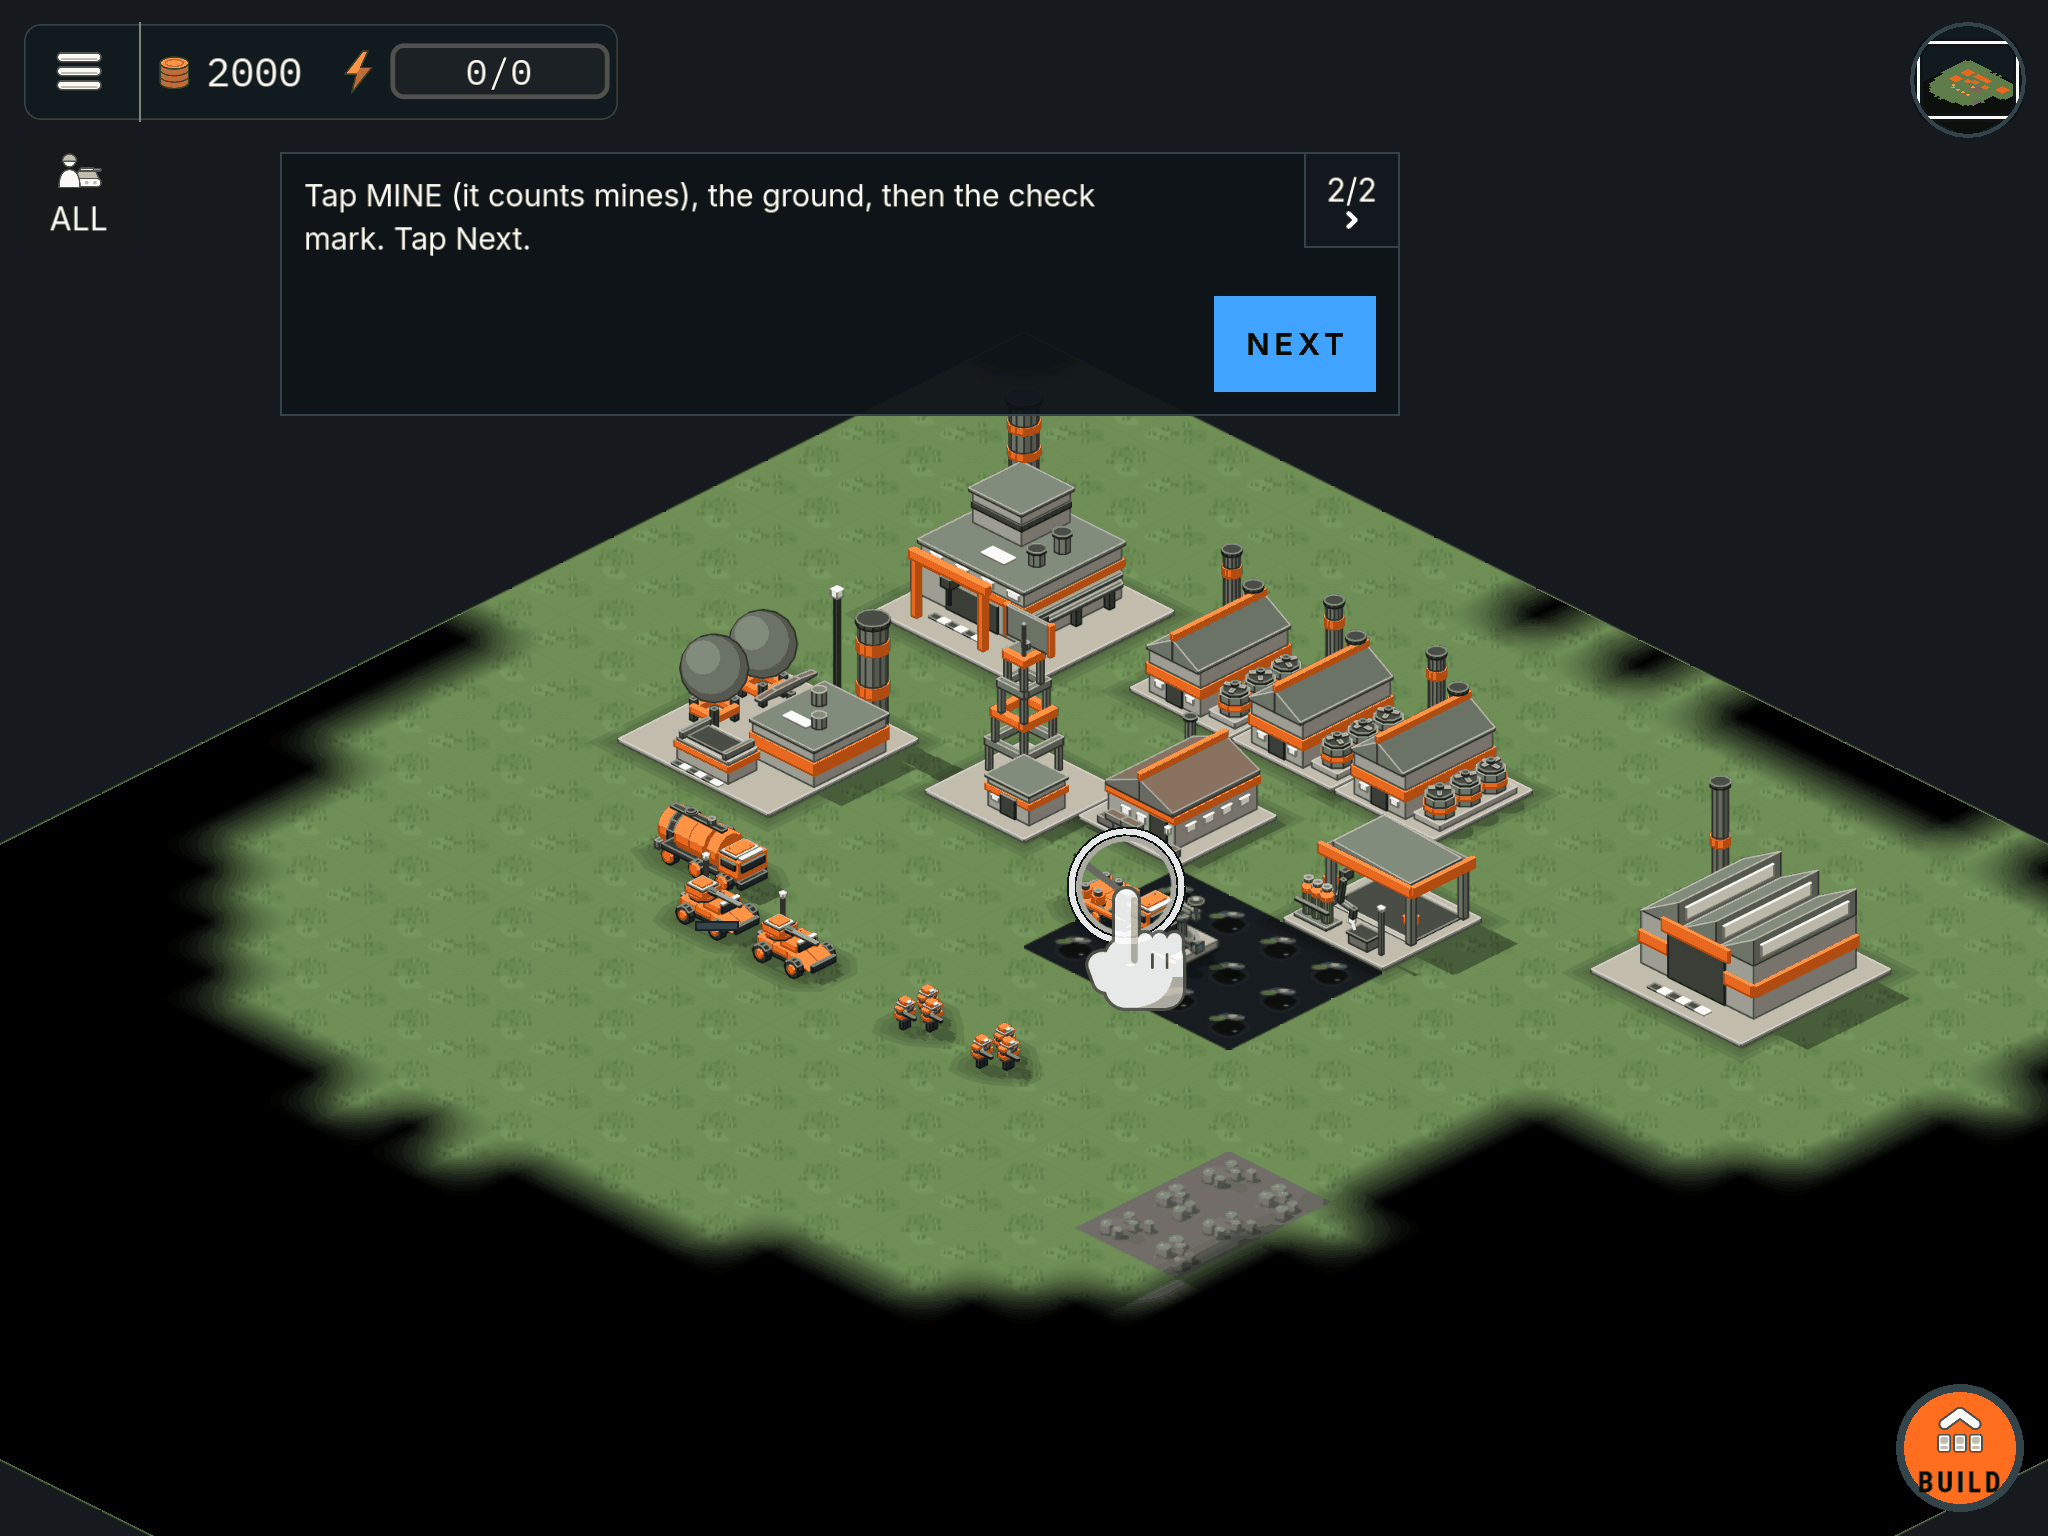 2000
0/0
ALL
Tap MINE (it counts mines), the ground, then the check
mark. Tap Next.
2/2
NEXT
BUILD